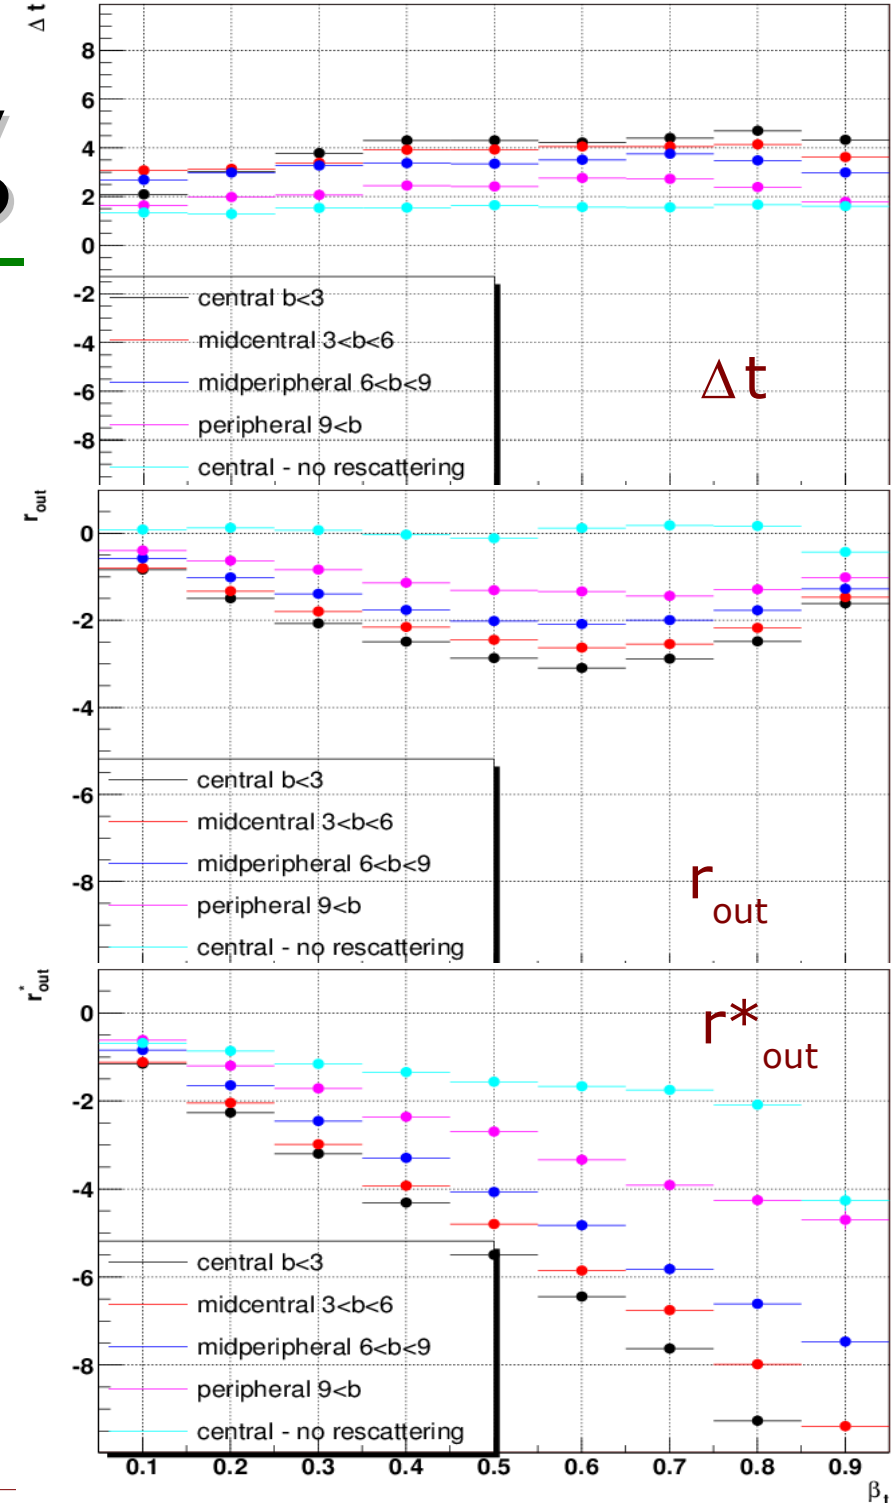 Δ t
8
6
4
2
0
-2
-4
-6
-8
central b<3
midcentral 3<b<6
midperipheral 6<b<9
peripheral 9<b
central - no rescattering
Δt
r_out
0
-2
-4
-6
-8
central b<3
midcentral 3<b<6
midperipheral 6<b<9
peripheral 9<b
central - no rescattering
r_out
r*_out
0
-2
-4
-6
-8
central b<3
midcentral 3<b<6
midperipheral 6<b<9
peripheral 9<b
central - no rescattering
r*_out
0.1 0.2 0.3 0.4 0.5 0.6 0.7 0.8 0.9
β_t